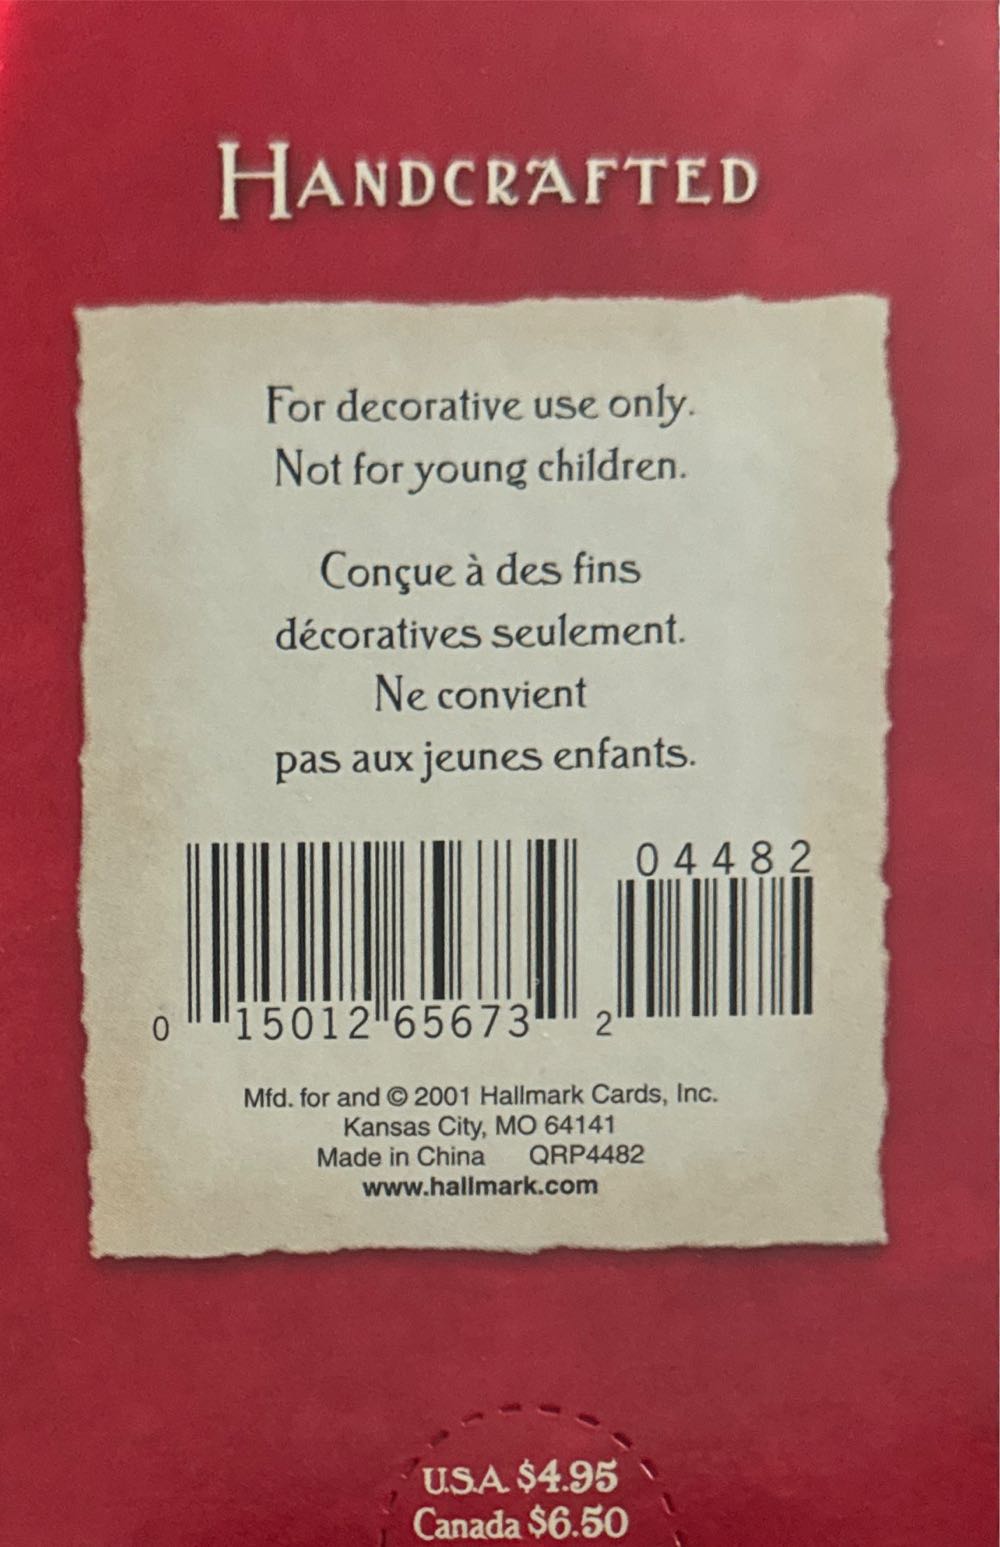 HANDCRAFTED
For decorative use only.
Not for young children.
Conçue à des fins
décoratives seulement.
Ne convient
pas aux jeunes enfants.
04482
0 15012 65673 2
Mfd. for and © 2001 Hallmark Cards, Inc.
Kansas City, MO 64141
Made in China QRP4482
www.hallmark.com
U.S.A. $4.95
Canada $6.50